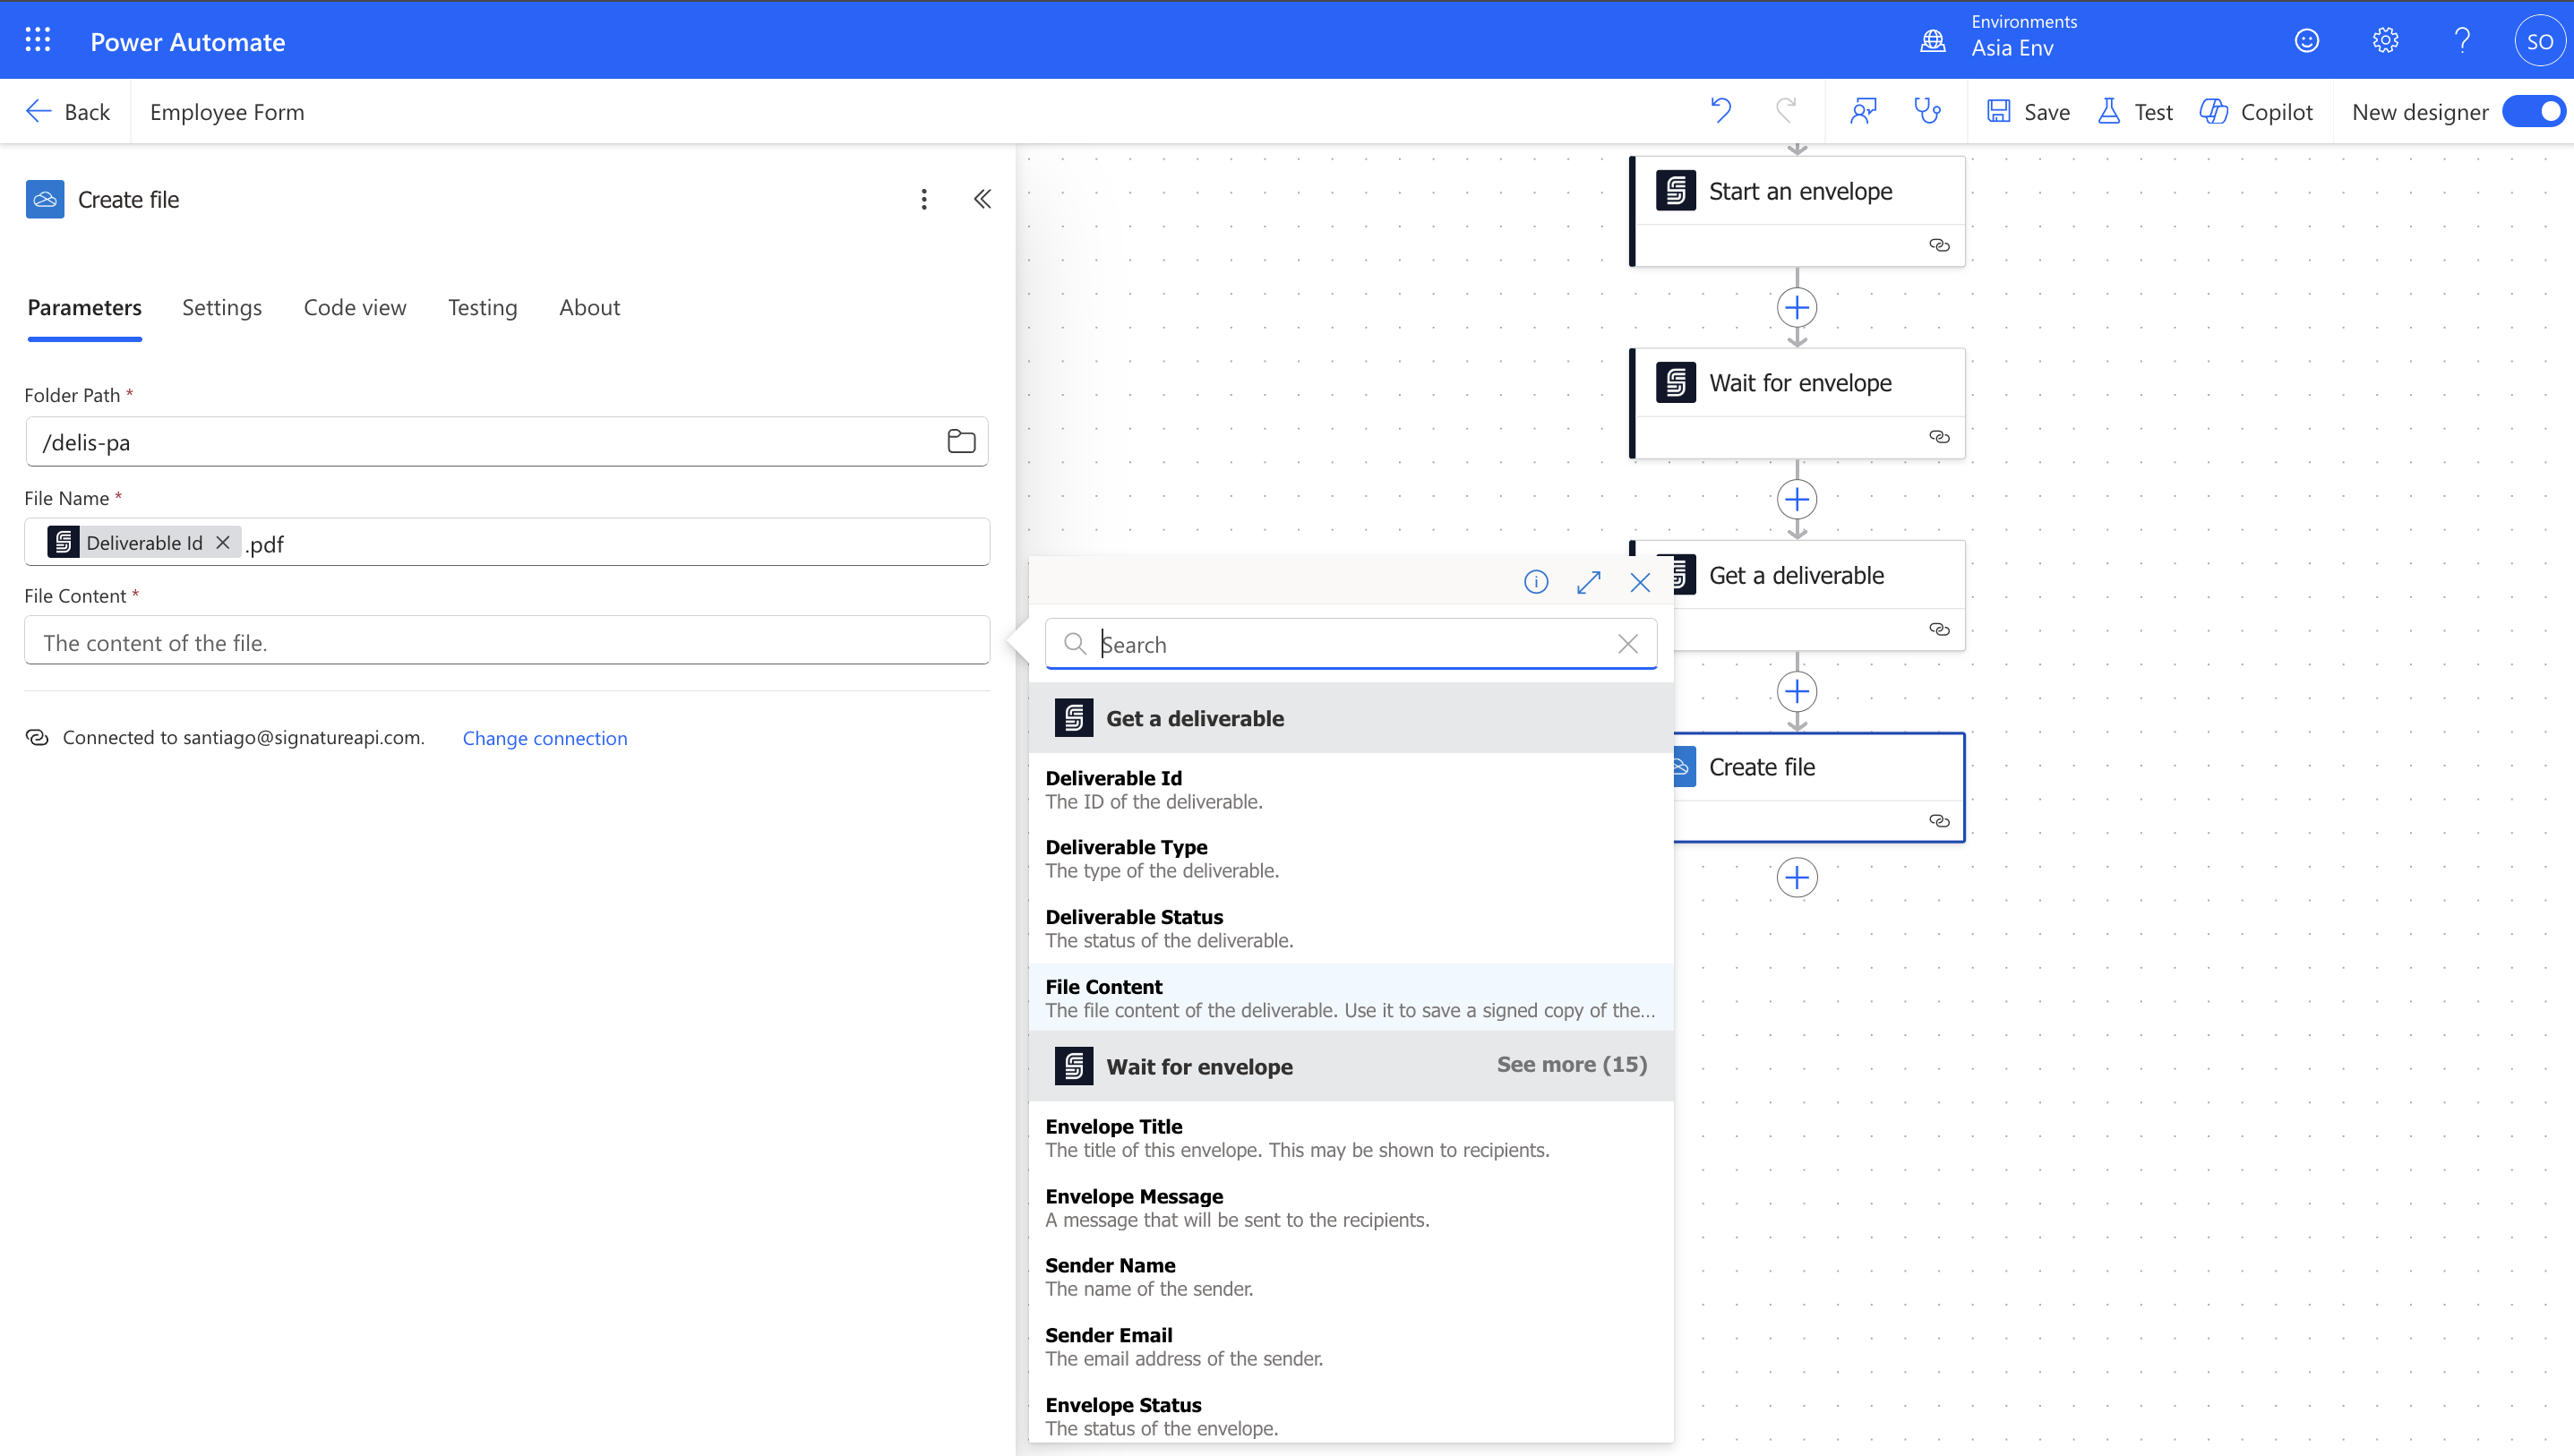 Power Automate
Environments
Asia Env
SO
Back
Employee Form
Save
Test
Copilot
New designer
Create file
Parameters
Settings
Code view
Testing
About
Folder Path *
/delis-pa
File Name *
Deliverable Id
.pdf
File Content *
The content of the file.
Connected to santiago@signatureapi.com.
Change connection
Start an envelope
Wait for envelope
Get a deliverable
Create file
Search
Get a deliverable
Deliverable Id
The ID of the deliverable.
Deliverable Type
The type of the deliverable.
Deliverable Status
The status of the deliverable.
File Content
The file content of the deliverable. Use it to save a signed copy of the...
Wait for envelope
See more (15)
Envelope Title
The title of this envelope. This may be shown to recipients.
Envelope Message
A message that will be sent to the recipients.
Sender Name
The name of the sender.
Sender Email
The email address of the sender.
Envelope Status
The status of the envelope.